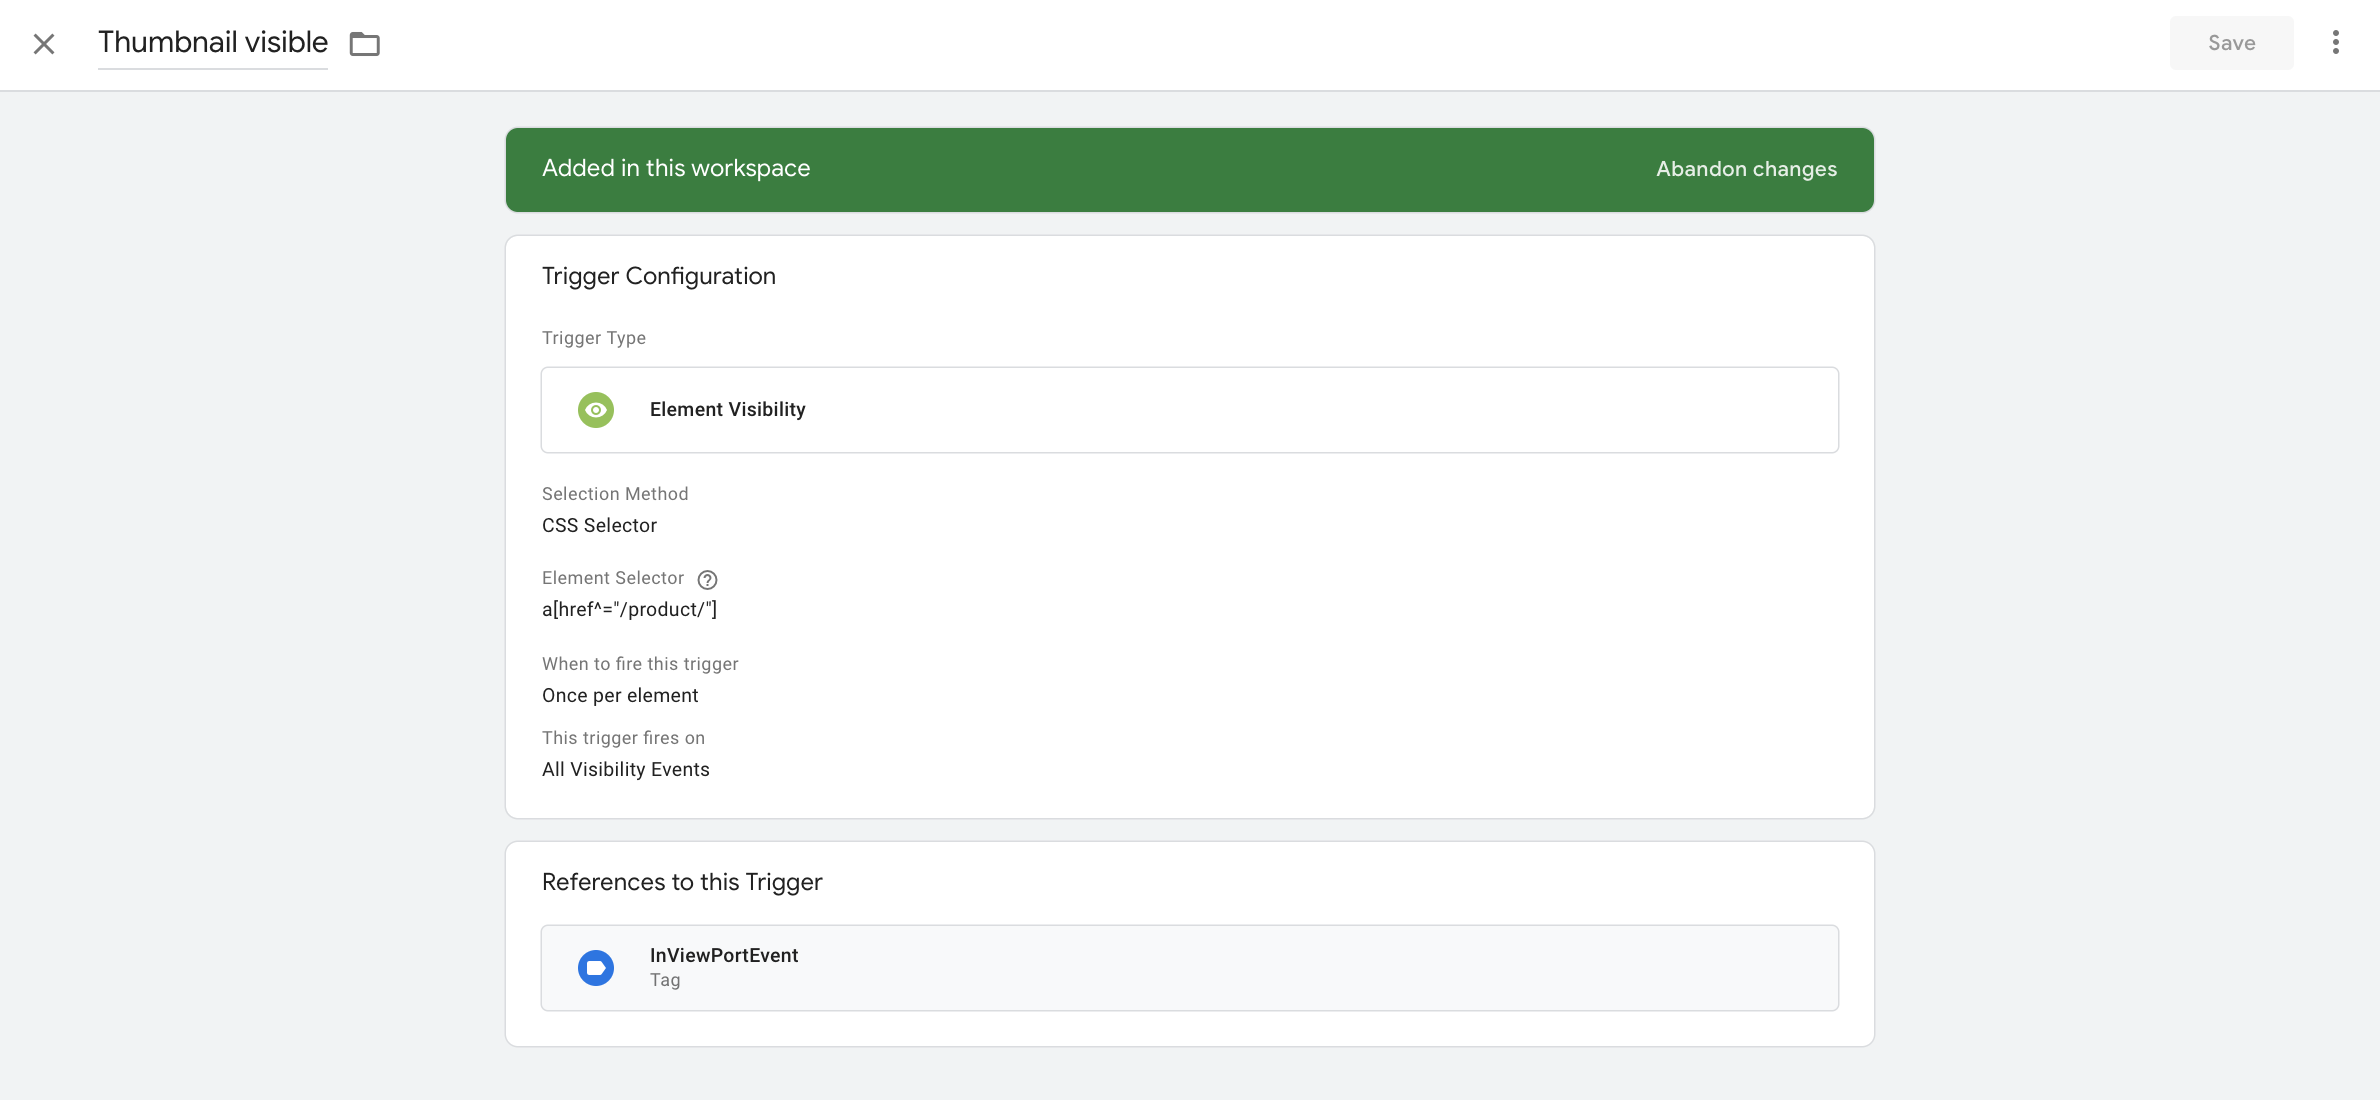 Thumbnail visible
Save
Added in this workspace
Abandon changes
Trigger Configuration
Trigger Type
Element Visibility
Selection Method
CSS Selector
Element Selector
a[href^="/product/"]
When to fire this trigger
Once per element
This trigger fires on
All Visibility Events
References to this Trigger
InViewPortEvent
Tag